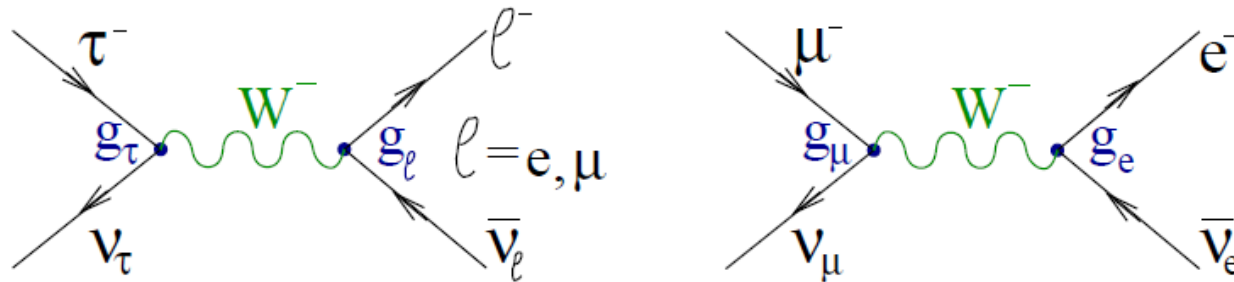 τ⁻ ℓ⁻ μ⁻ e⁻
W⁻ W⁻
g_τ g_ℓ ℓ = e, μ g_μ g_e
ν_τ ν̅_ℓ ν_μ ν̅_e